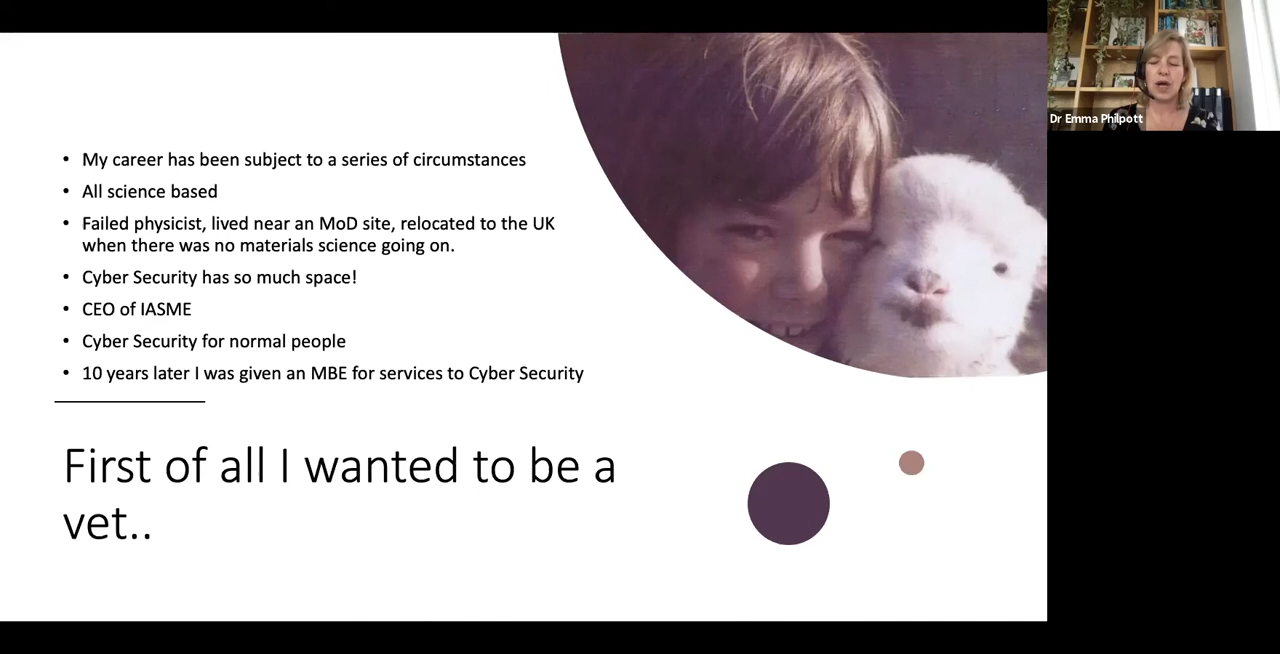 • My career has been subject to a series of circumstances
• All science based
• Failed physicist, lived near an MoD site, relocated to the UK
when there was no materials science going on.
• Cyber Security has so much space!
• CEO of IASME
• Cyber Security for normal people
• 10 years later I was given an MBE for services to Cyber Security
First of all I wanted to be a
vet..
Dr Emma Philpott